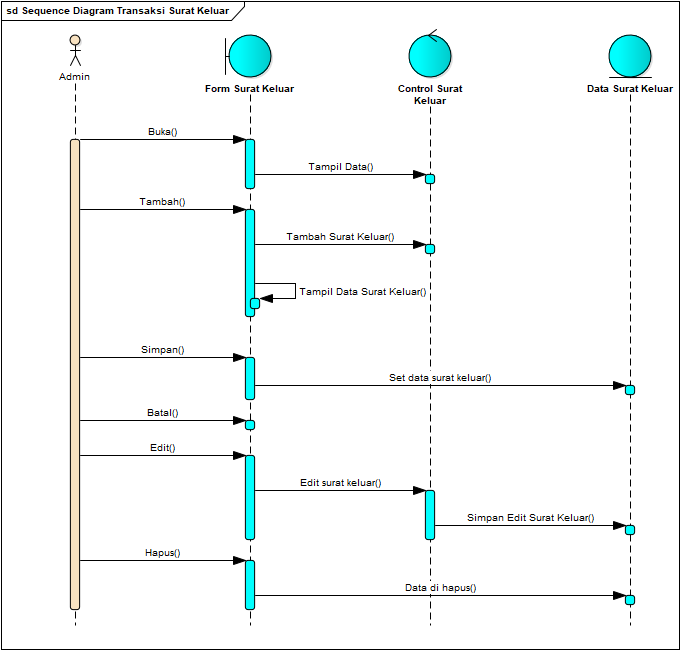 sd Sequence Diagram Transaksi Surat Keluar
Admin
Form Surat Keluar
Control Surat
Keluar
Data Surat Keluar
Buka()
Tampil Data()
Tambah()
Tambah Surat Keluar()
Tampil Data Surat Keluar()
Simpan()
Set data surat keluar()
Batal()
Edit()
Edit surat keluar()
Simpan Edit Surat Keluar()
Hapus()
Data di hapus()